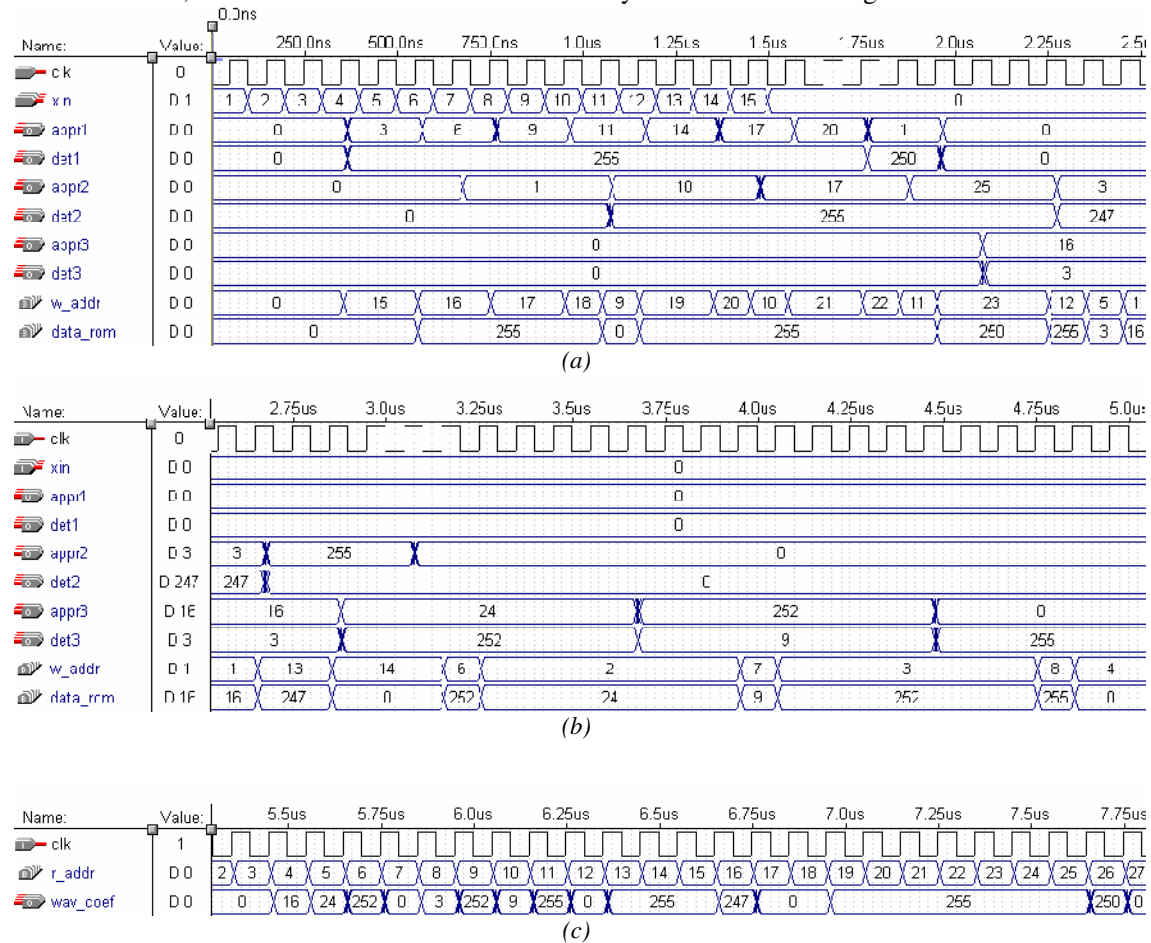 0.0ns
Name: Value: 250.0ns 500.0ns 750.0ns 1.0us 1.25us 1.5us 1.75us 2.0us 2.25us 2.5
clk 0
xin D 1 1 2 3 4 5 6 7 8 9 10 11 12 13 14 15 0
appr1 D 0 0 3 6 9 11 14 17 20 1 0
det1 D 0 0 255 250 0
appr2 D 0 0 1 10 17 25 3
det2 D 0 0 255 247
appr3 D 0 0 16
det3 D 0 0 3
w_addr D 0 0 15 16 17 18 9 19 20 10 21 22 11 23 12 5 1
data_rom D 0 0 255 0 255 250 255 3 16
(a)
Name: Value: 2.75us 3.0us 3.25us 3.5us 3.75us 4.0us 4.25us 4.5us 4.75us 5.0u
clk 0
xin D 0 0
appr1 D 0 0
det1 D 0 0
appr2 D 3 3 255 0
det2 D 247 247 0
appr3 D 16 16 24 252 0
det3 D 3 3 252 9 255
w_addr D 1 1 13 14 6 2 7 3 8 4
data_rom D 16 16 247 0 252 24 9 252 255 0
(b)
Name: Value: 5.5us 5.75us 6.0us 6.25us 6.5us 6.75us 7.0us 7.25us 7.5us 7.75us
clk 1
r_addr D 0 2 3 4 5 6 7 8 9 10 11 12 13 14 15 16 17 18 19 20 21 22 23 24 25 26 27
wav_coef D 0 0 16 24 252 0 3 252 9 255 0 255 247 0 255 250 0
(c)